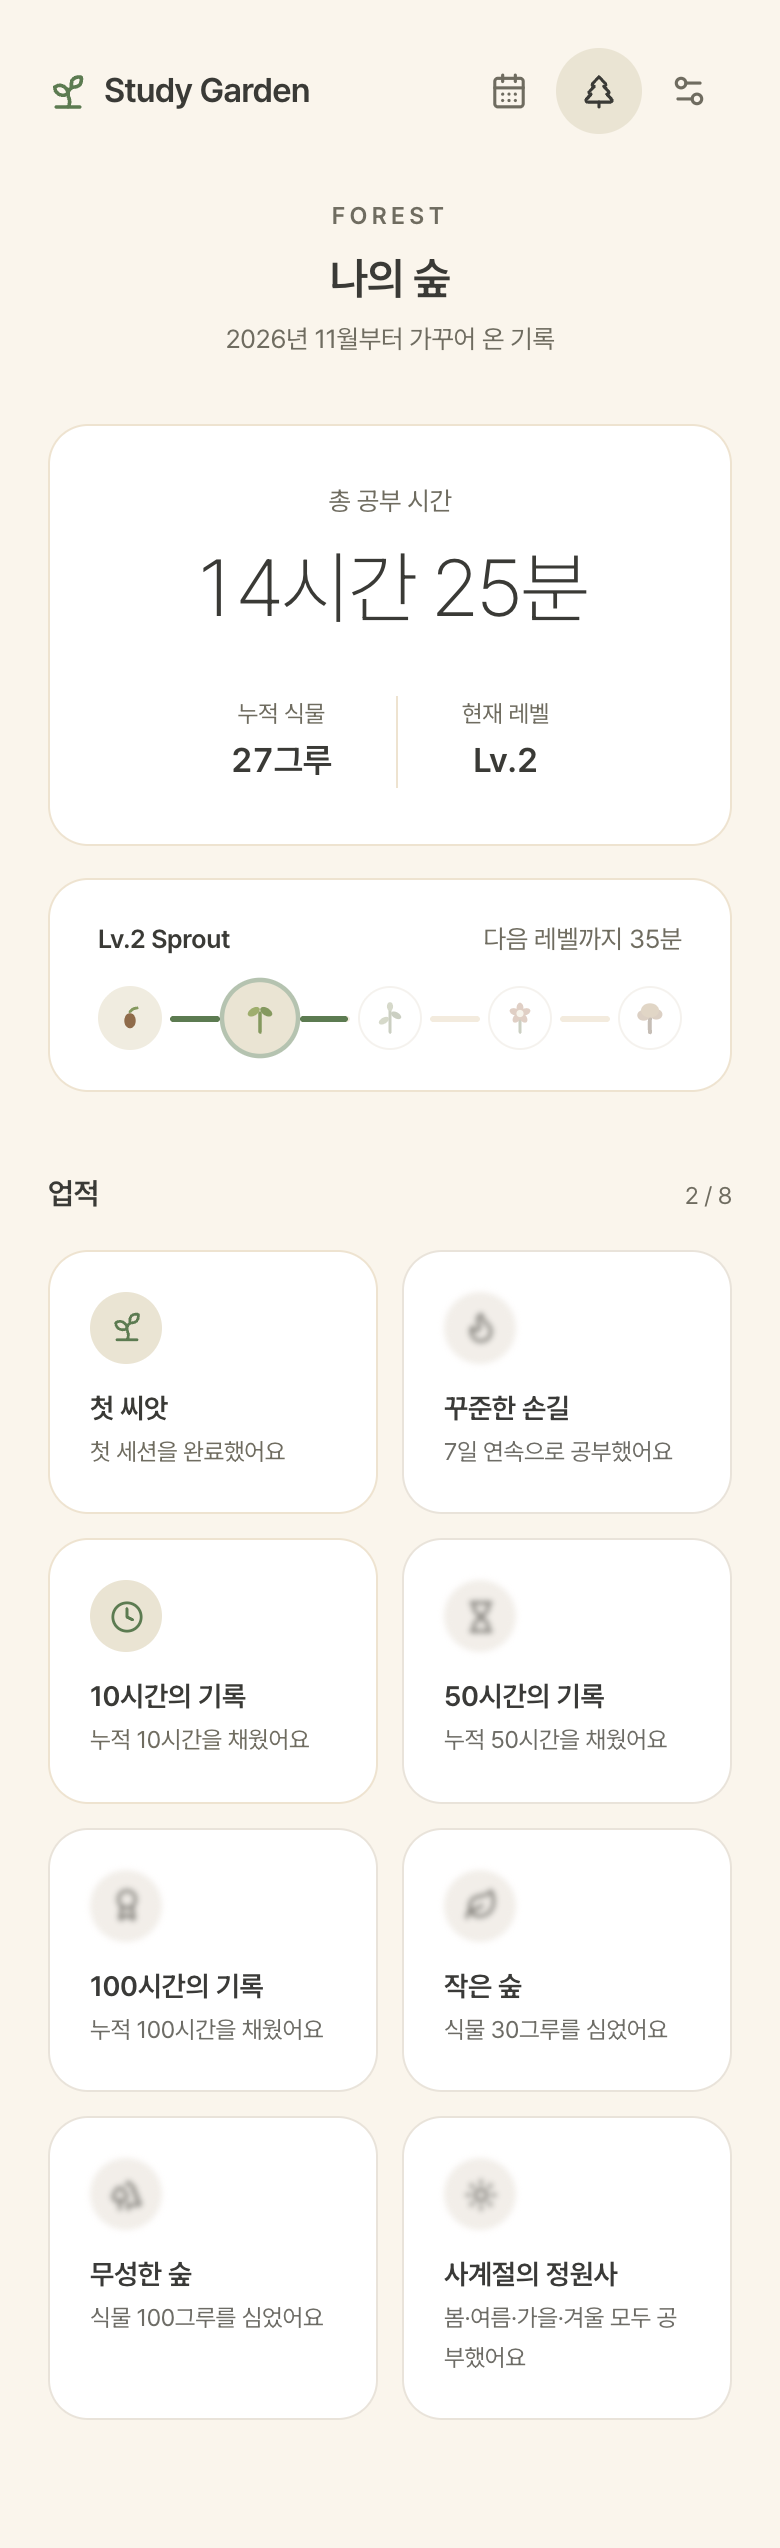 Study Garden
FOREST
나의 숲
2026년 11월부터 가꾸어 온 기록
총 공부 시간
14시간 25분
누적 식물
현재 레벨
27그루
Lv.2
Lv.2 Sprout
다음 레벨까지 35분
업적
2 / 8
첫 씨앗
첫 세션을 완료했어요
꾸준한 손길
7일 연속으로 공부했어요
10시간의 기록
누적 10시간을 채웠어요
50시간의 기록
누적 50시간을 채웠어요
100시간의 기록
누적 100시간을 채웠어요
작은 숲
식물 30그루를 심었어요
무성한 숲
식물 100그루를 심었어요
사계절의 정원사
봄·여름·가을·겨울 모두 공
부했어요